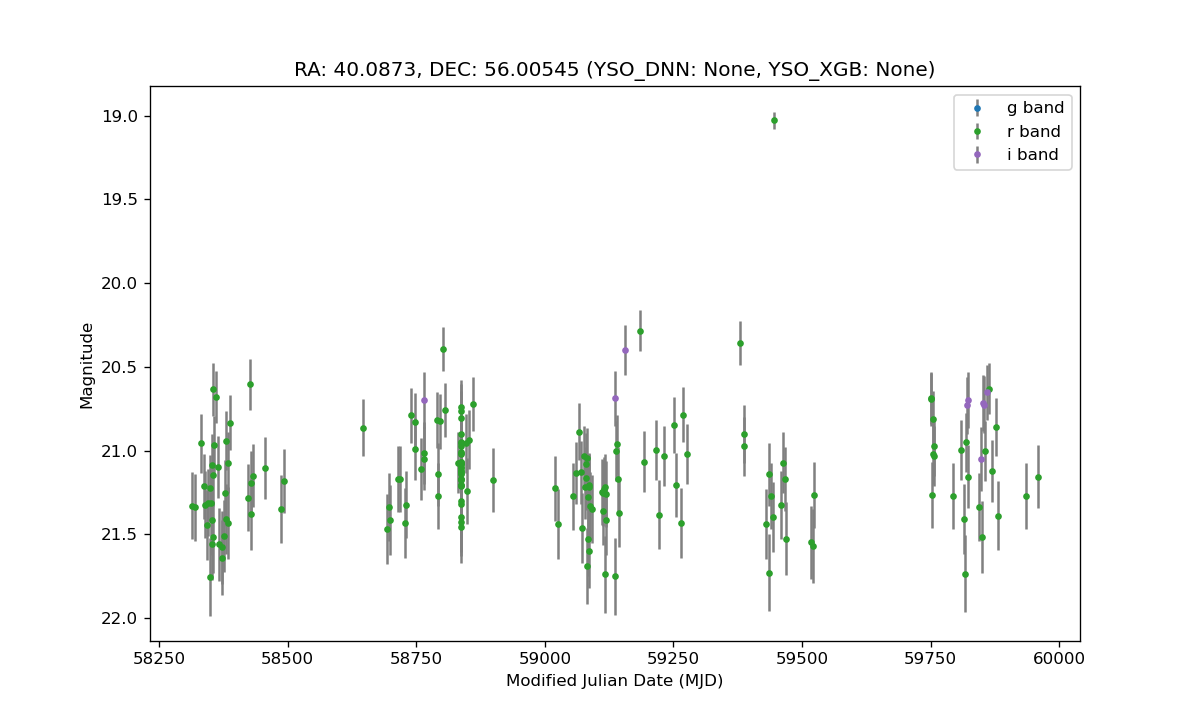 RA: 40.0873, DEC: 56.00545 (YSO_DNN: None, YSO_XGB: None)
g band
r band
i band
Magnitude
19.0
19.5
20.0
20.5
21.0
21.5
22.0
58250 58500 58750 59000 59250 59500 59750 60000
Modified Julian Date (MJD)